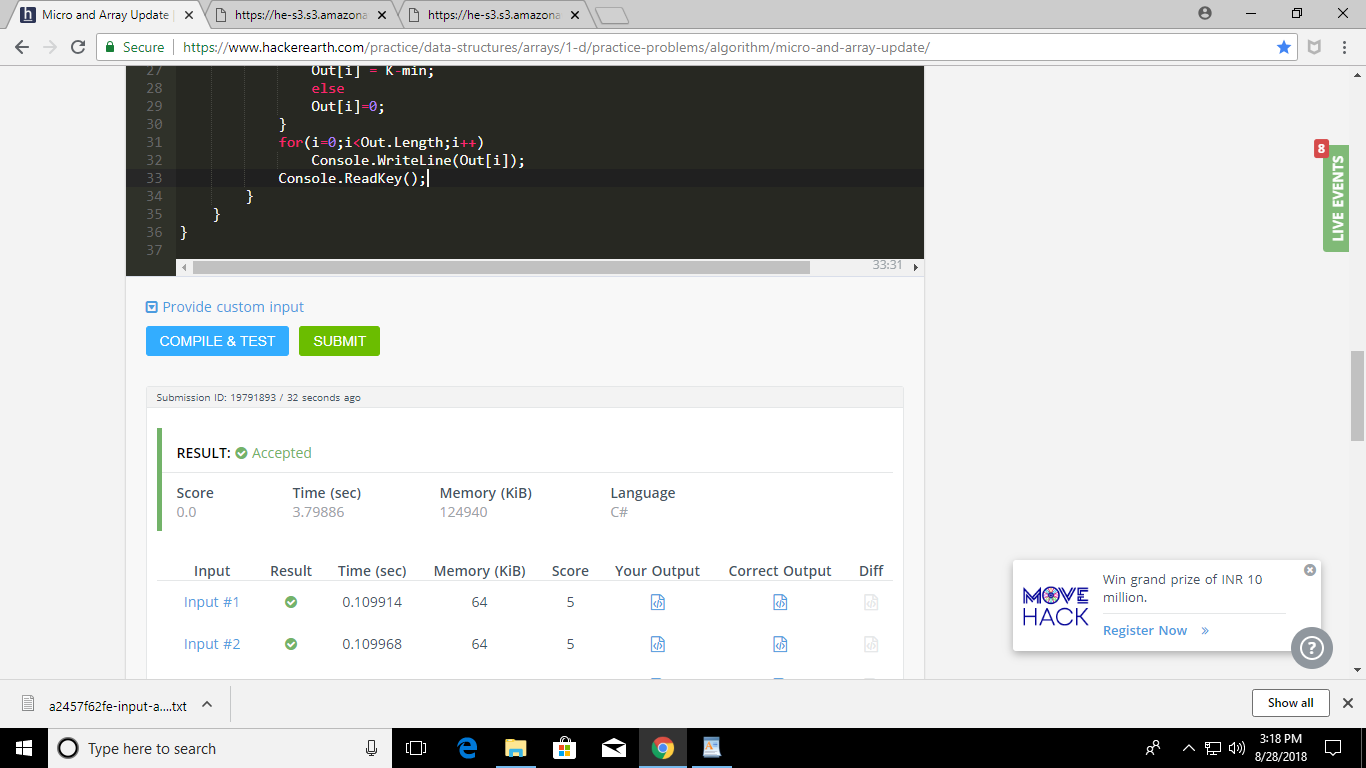 Micro and Array Update
https://he-s3.s3.amazona
https://he-s3.s3.amazona
Secure
https://www.hackerearth.com/practice/data-structures/arrays/1-d/practice-problems/algorithm/micro-and-array-update/
27 Out[i] = K-min;
28 else
29 Out[i]=0;
30 }
31 for(i=0;i<Out.Length;i++)
32 Console.WriteLine(Out[i]);
33 Console.ReadKey();
34 }
35 }
36 }
37
33:31
8
LIVE EVENTS
Provide custom input
COMPILE & TEST SUBMIT
Submission ID: 19791893 / 32 seconds ago
RESULT: Accepted
Score Time (sec) Memory (KiB) Language
0.0 3.79886 124940 C#
Input Result Time (sec) Memory (KiB) Score Your Output Correct Output Diff
Input #1 0.109914 64 5
Input #2 0.109968 64 5
MOVE HACK
Win grand prize of INR 10
million.
Register Now »
?
a2457f62fe-input-a....txt
Show all
Type here to search
3:18 PM
8/28/2018